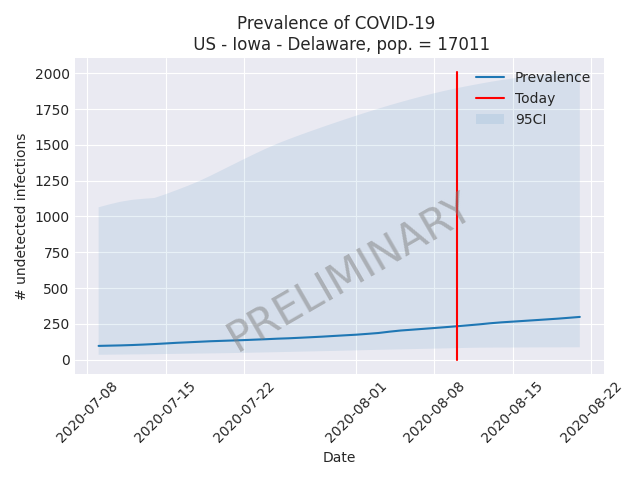 Prevalence of COVID-19
US - Iowa - Delaware, pop. = 17011
# undetected infections
2000
1750
1500
1250
1000
750
500
250
0
Prevalence
Today
95CI
PRELIMINARY
2020-07-08
2020-07-15
2020-07-22
2020-08-01
2020-08-08
2020-08-15
2020-08-22
Date